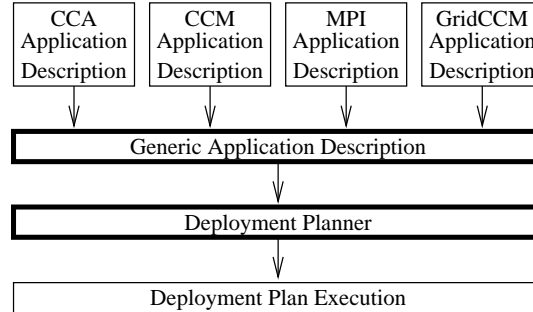 CCA
Application
Description
CCM
Application
Description
MPI
Application
Description
GridCCM
Application
Description
Generic Application Description
Deployment Planner
Deployment Plan Execution